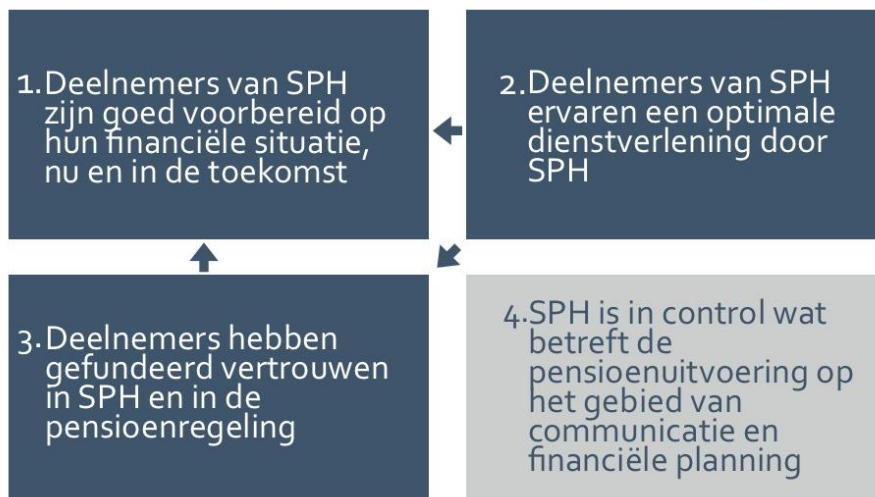 1.Deelnemers van SPH
zijn goed voorbereid op
hun financiële situatie,
nu en in de toekomst
2.Deelnemers van SPH
ervaren een optimale
dienstverlening door
SPH
3.Deelnemers hebben
gefundeerd vertrouwen
in SPH en in de
pensioenregeling
4.SPH is in control wat
betreft de
pensioenuitvoering op
het gebied van
communicatie en
financiële planning